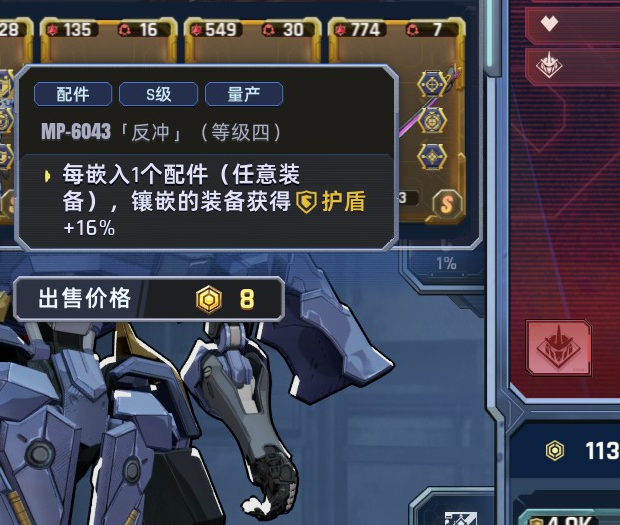 28 135 16 549 30 774 7
配件 S级 量产
MP-6043「反冲」（等级四）
每嵌入1个配件（任意装
备），镶嵌的装备获得护盾
+16%
3 S
1%
出售价格 8
113
4.9K